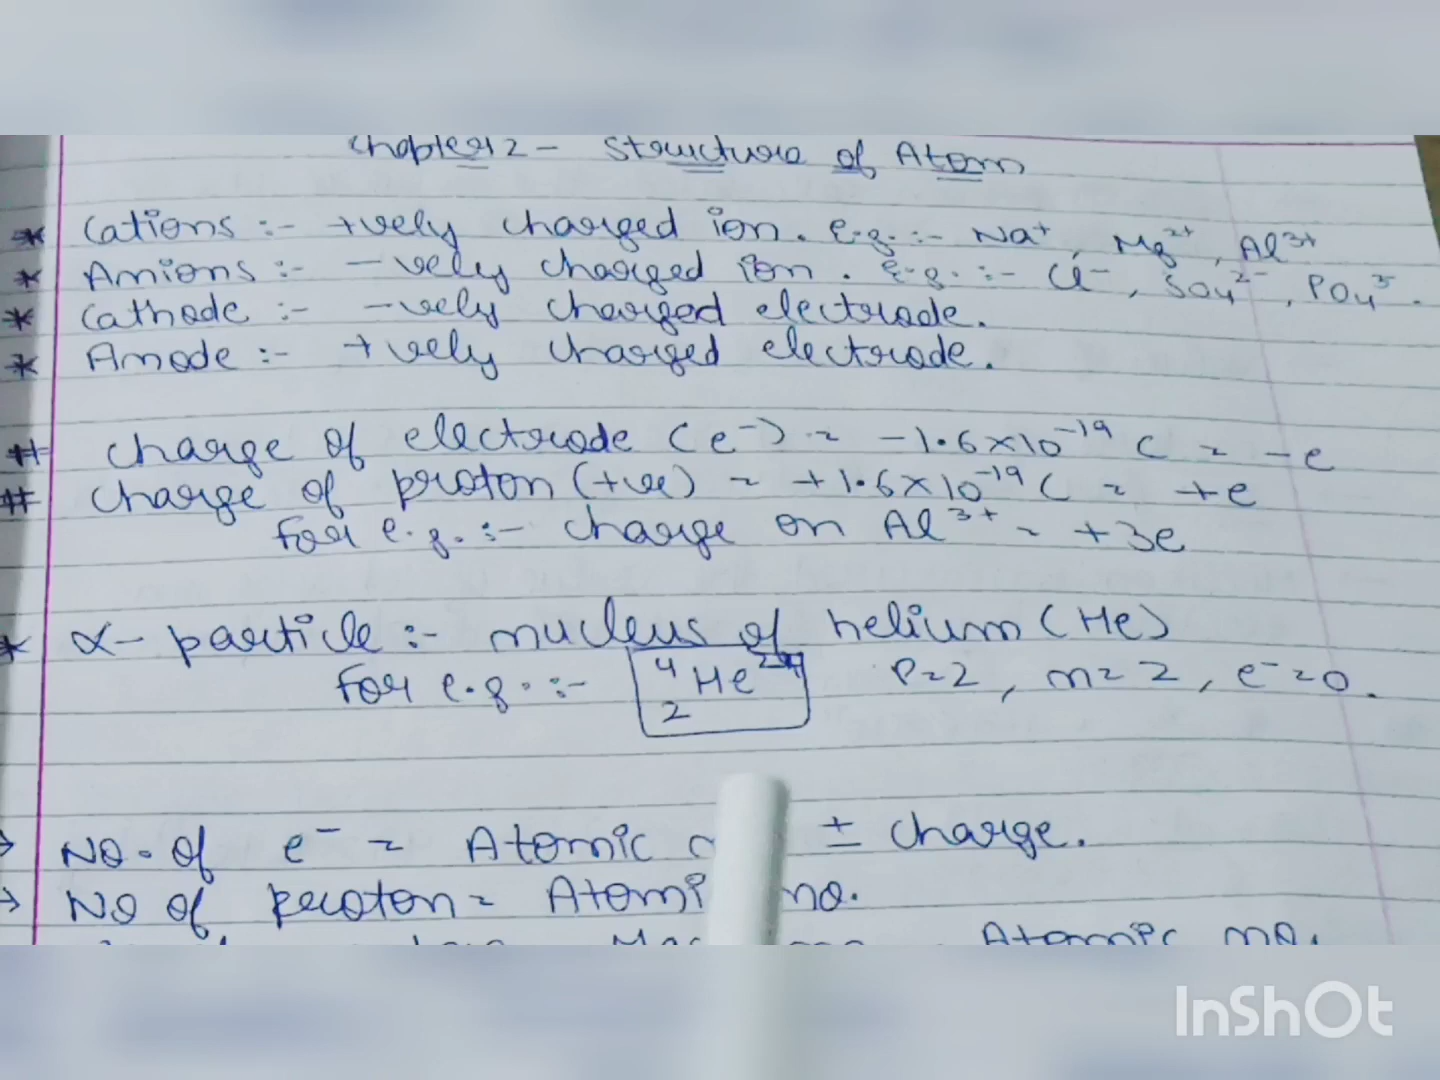 Chapter 2 - Structure of Atom
* Cations :- +vely charged ion. e.g. :- Na⁺, Mg²⁺, Al³⁺
* Anions :- -vely charged ion. e.g. :- Cl⁻, SO₄²⁻, PO₄³⁻.
* Cathode :- -vely charged electrode.
* Anode :- +vely charged electrode.
# charge of electrode (e⁻) = -1.6×10⁻¹⁹ C = -e
# charge of proton (+ve) = +1.6×10⁻¹⁹ C = +e
For e.g. :- charge on Al³⁺ = +3e
* α- particle :- nucleus of helium (He)
For e.g. :- ⁴₂He²⁺ P=2, n=2, e⁻=0.
→ No. of e⁻ = Atomic ± charge.
→ No of proton = Atomic no.
Atomic no.
InShOt